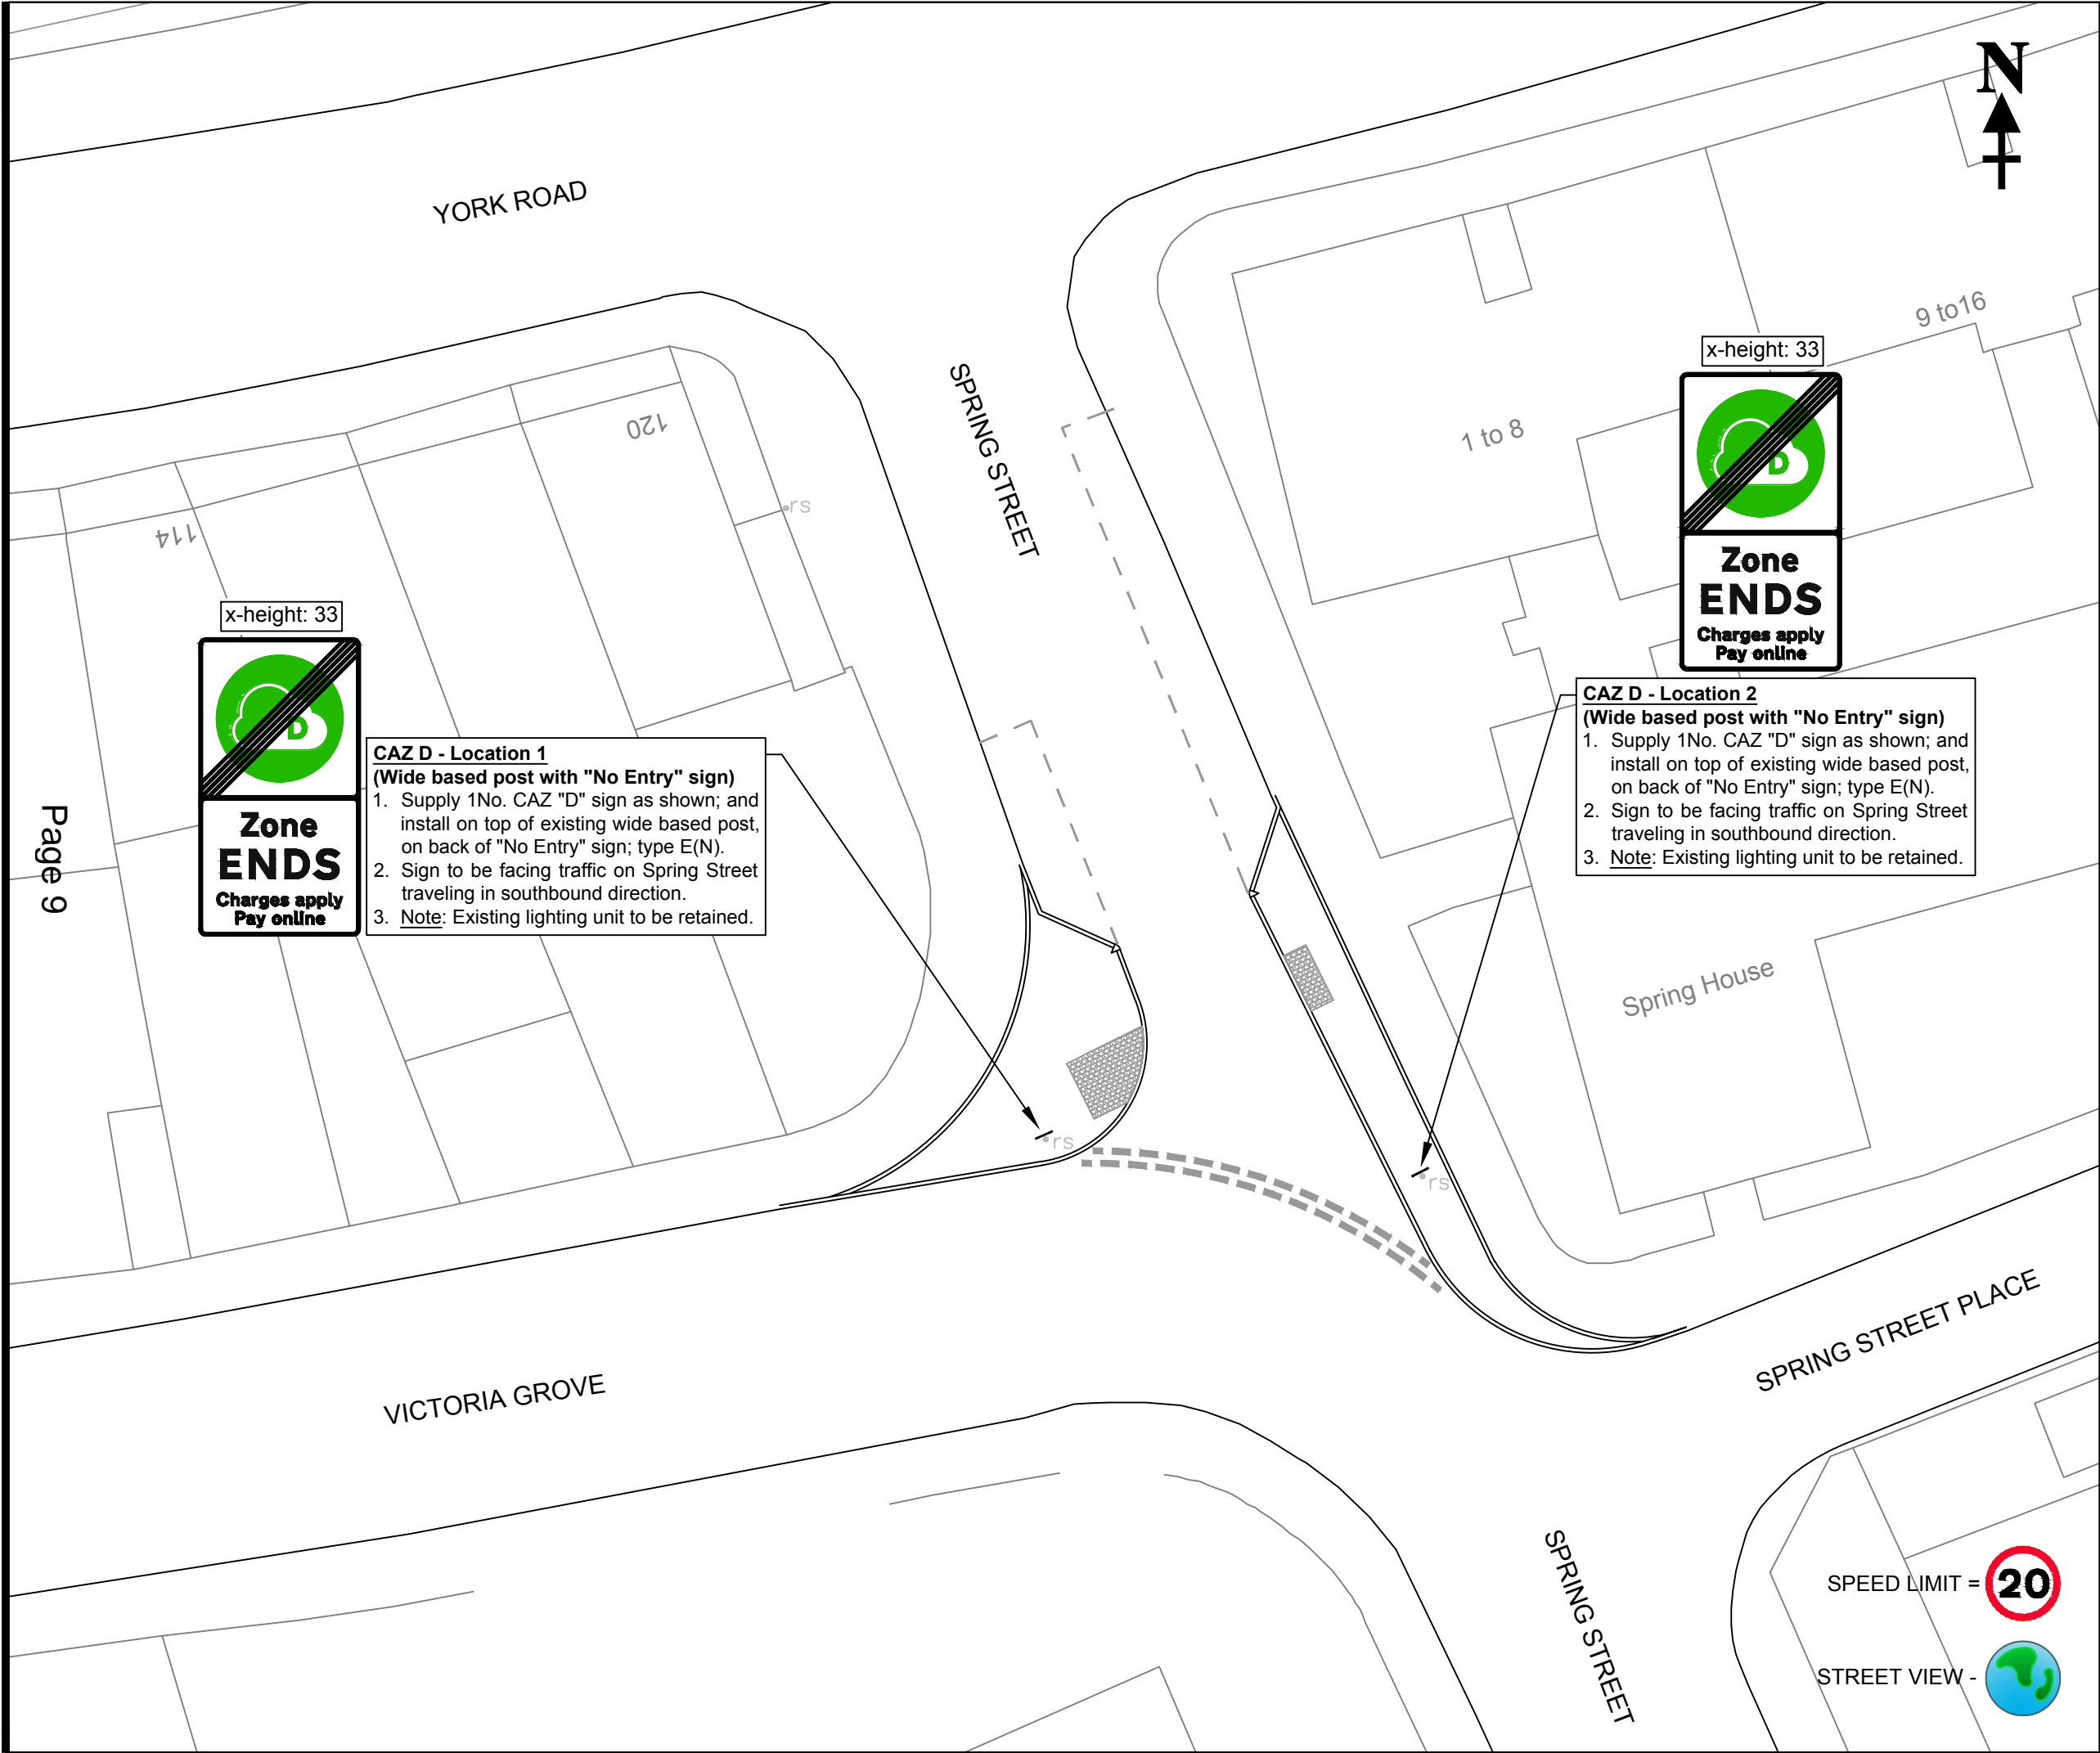 N
YORK ROAD
SPRING STREET
9 to16
x-height: 33
1 to 8
120
rs
114
D
Zone
ENDS
Charges apply
Pay online
x-height: 33
D
Zone
ENDS
Charges apply
Pay online
CAZ D - Location 2
(Wide based post with "No Entry" sign)
1. Supply 1No. CAZ "D" sign as shown; and
install on top of existing wide based post,
on back of "No Entry" sign; type E(N).
2. Sign to be facing traffic on Spring Street
traveling in southbound direction.
3. Note: Existing lighting unit to be retained.
CAZ D - Location 1
(Wide based post with "No Entry" sign)
1. Supply 1No. CAZ "D" sign as shown; and
install on top of existing wide based post,
on back of "No Entry" sign; type E(N).
2. Sign to be facing traffic on Spring Street
traveling in southbound direction.
3. Note: Existing lighting unit to be retained.
Page 9
Spring House
rs
rs
SPRING STREET PLACE
VICTORIA GROVE
SPRING STREET
SPEED LIMIT = 20
STREET VIEW -